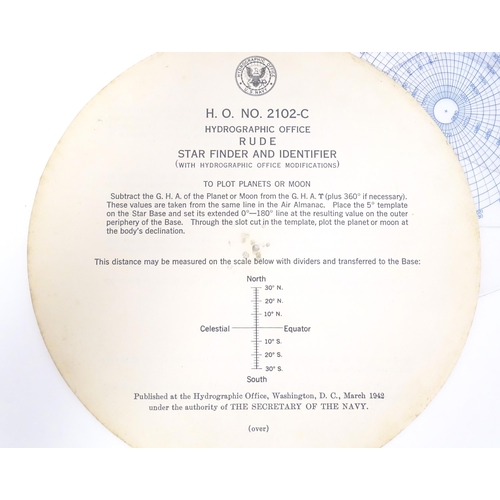 HYDROGRAPHIC OFFICE
U.S. NAVY
H. O. NO. 2102-C
HYDROGRAPHIC OFFICE
RUDE
STAR FINDER AND IDENTIFIER
(WITH HYDROGRAPHIC OFFICE MODIFICATIONS)
TO PLOT PLANETS OR MOON
Subtract the G. H. A. of the Planet or Moon from the G. H. A. ♈ (plus 360° if necessary).
These values are taken from the same line in the Air Almanac. Place the 5° template
on the Star Base and set its extended 0°—180° line at the resulting value on the outer
periphery of the Base. Through the slot cut in the template, plot the planet or moon at
the body's declination.
This distance may be measured on the scale below with dividers and transferred to the Base:
North
30° N.
20° N.
10° N.
Celestial Equator
10° S.
20° S.
30° S.
South
Published at the Hydrographic Office, Washington, D. C., March 1942
under the authority of THE SECRETARY OF THE NAVY.
(over)